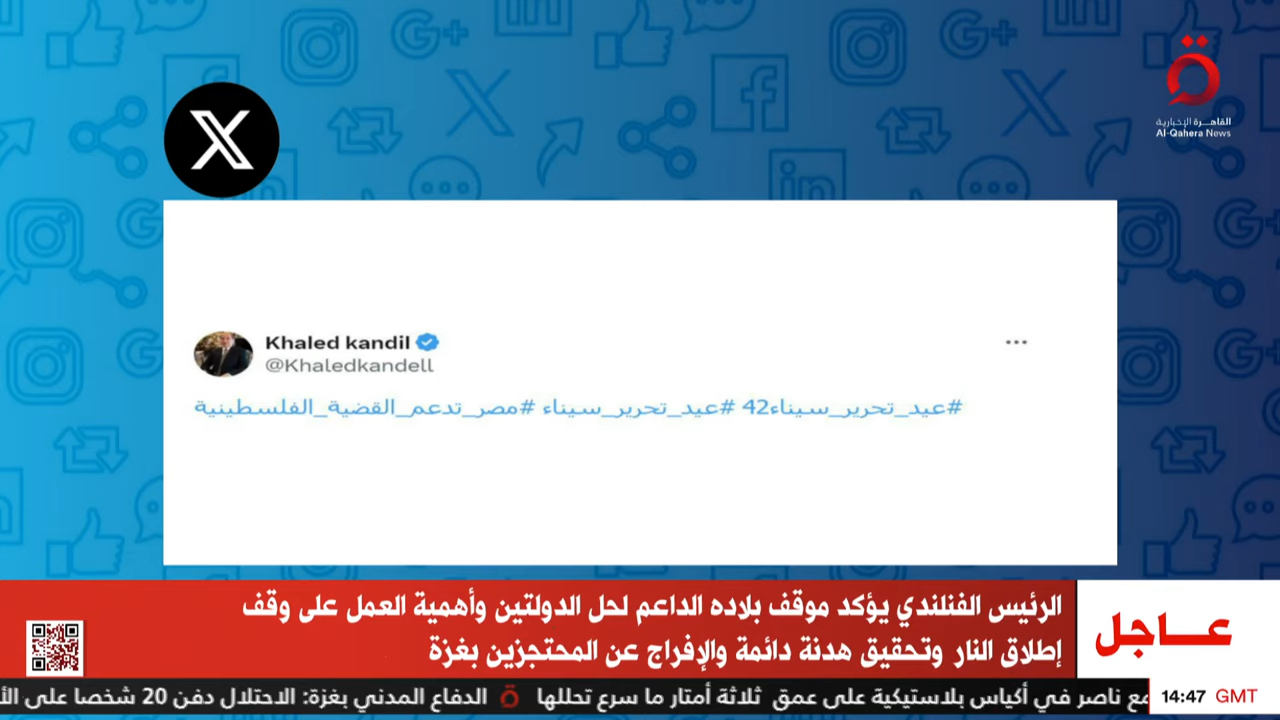 القاهـرة الإخبارية
Al-Qahera News
Khaled kandil
@Khaledkandell
#عيد_تحرير_سيناء42 #عيد_تحرير_سيناء #مصر_تدعم_القضية_الفلسطينية
عـاجل
الرئيس الفنلندي يؤكد موقف بلاده الداعم لحل الدولتين وأهمية العمل على وقف
إطلاق النار وتحقيق هدنة دائمة والإفراج عن المحتجزين بغزة
ناصر في أكياس بلاستيكية على عمق ثلاثة أمتار ما سرع تحللها الدفاع المدني بغزة: الاحتلال دفن 20 شخصا على
14:47 GMT